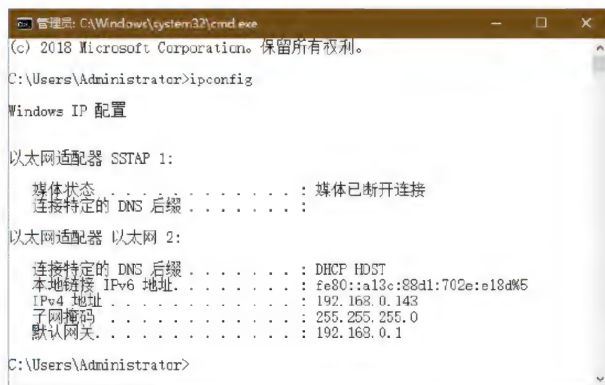 管理员: C:\Windows\system32\cmd.exe
(c) 2018 Microsoft Corporation。保留所有权利。
C:\Users\Administrator>ipconfig
Windows IP 配置
以太网适配器 SSTAP 1:
媒体状态 . . . . . . . . . . . . : 媒体已断开连接
连接特定的 DNS 后缀 . . . . . . . :
以太网适配器 以太网 2:
连接特定的 DNS 后缀 . . . . . . . : DHCP HOST
本地链接 IPv6 地址. . . . . . . . : fe80::a13c:88d1:702e:e18d%5
IPv4 地址 . . . . . . . . . . . . : 192.168.0.143
子网掩码 . . . . . . . . . . . . : 255.255.255.0
默认网关. . . . . . . . . . . . . : 192.168.0.1
C:\Users\Administrator>